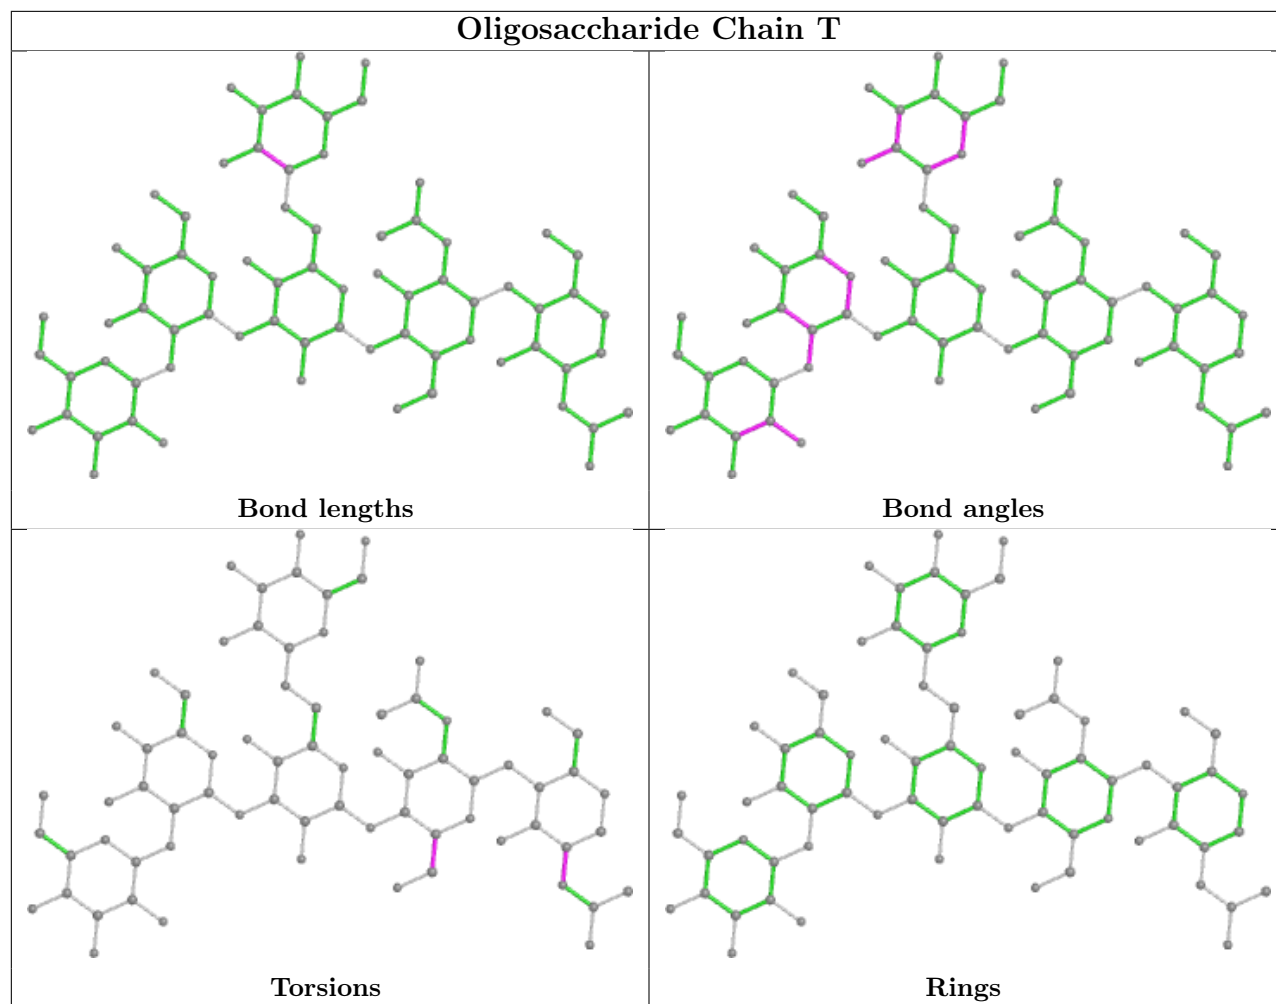 Oligosaccharide Chain T
Bond lengths
Bond angles
Torsions
Rings